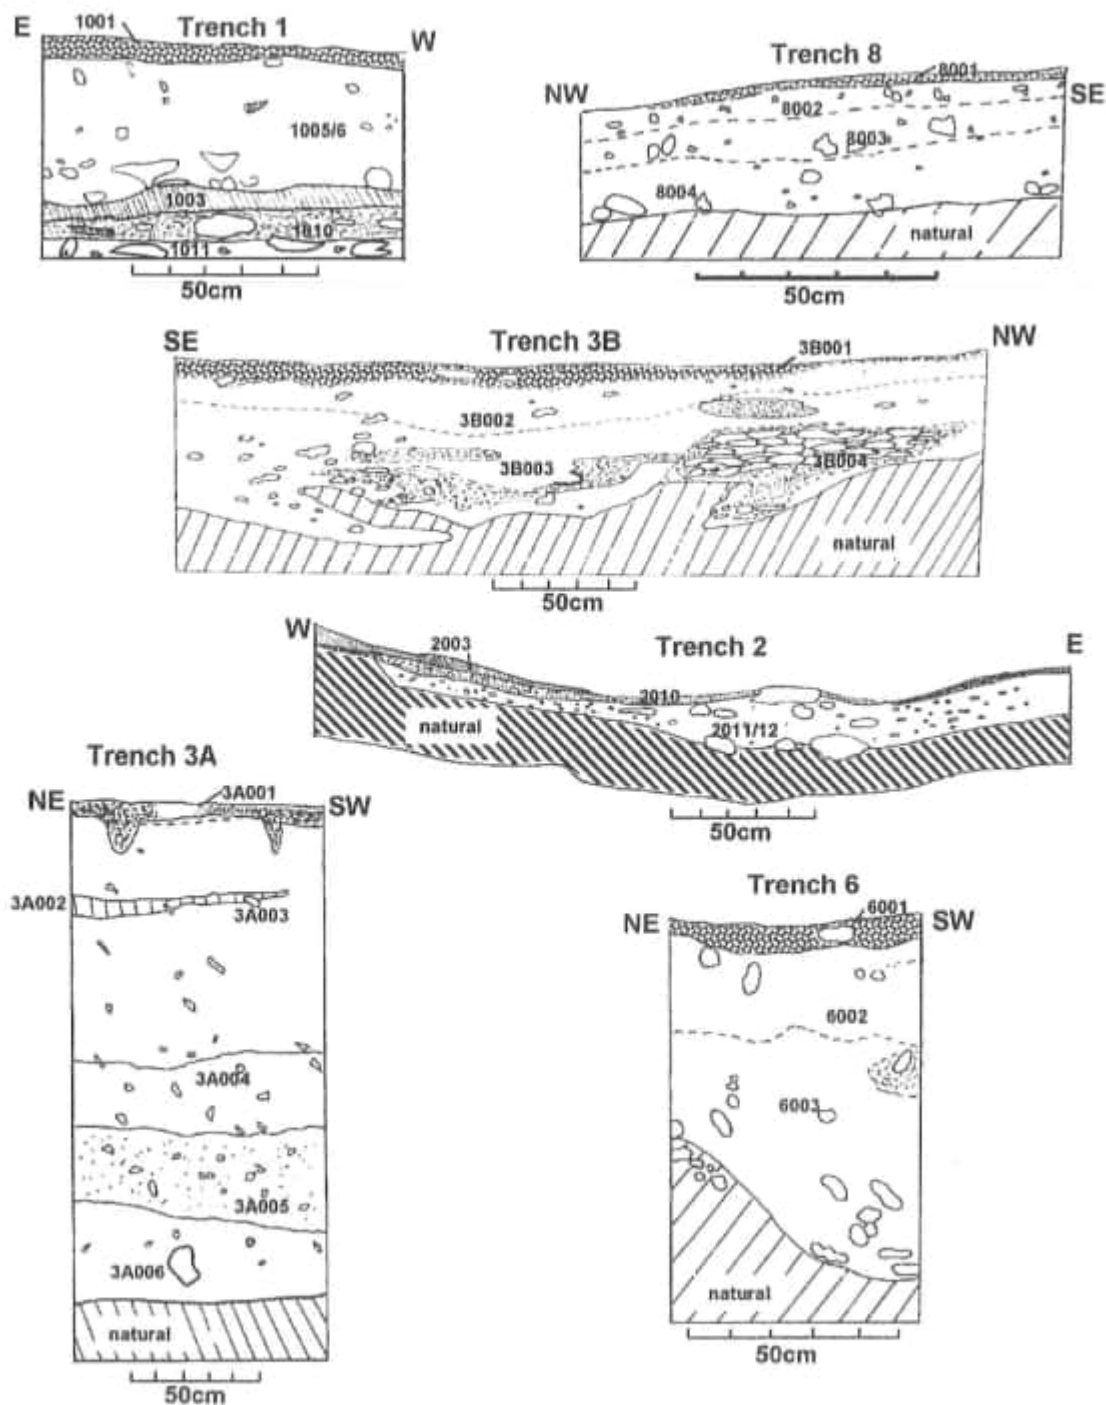 E 1001 Trench 1 W
1005/6
1003
1010
1011
50cm
Trench 8
8001
NW SE
8002
8003
8004
natural
50cm
SE Trench 3B NW
3B001
3B002
3B003 3B004
natural
50cm
W 2003 Trench 2 E
2010
natural 2011/12
50cm
Trench 3A
NE 3A001 SW
3A002 3A003
3A004
3A005
3A006
natural
50cm
Trench 6
NE 6001 SW
6002
6003
natural
50cm